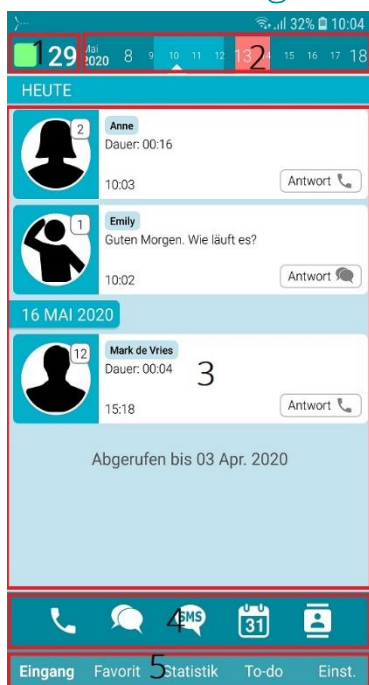 32% 10:04
1 29 Mai 2020 8 9 10 11 12 13 2 15 16 17 18
HEUTE
2
Anne
Dauer: 00:16
10:03
Antwort
1
Emily
Guten Morgen. Wie läuft es?
10:02
Antwort
16 MAI 2020
12
Mark de Vries
Dauer: 00:04
3
15:18
Antwort
Abgerufen bis 03 Apr. 2020
4
SMS
31
5
Eingang Favorit Statistik To-do Einst.